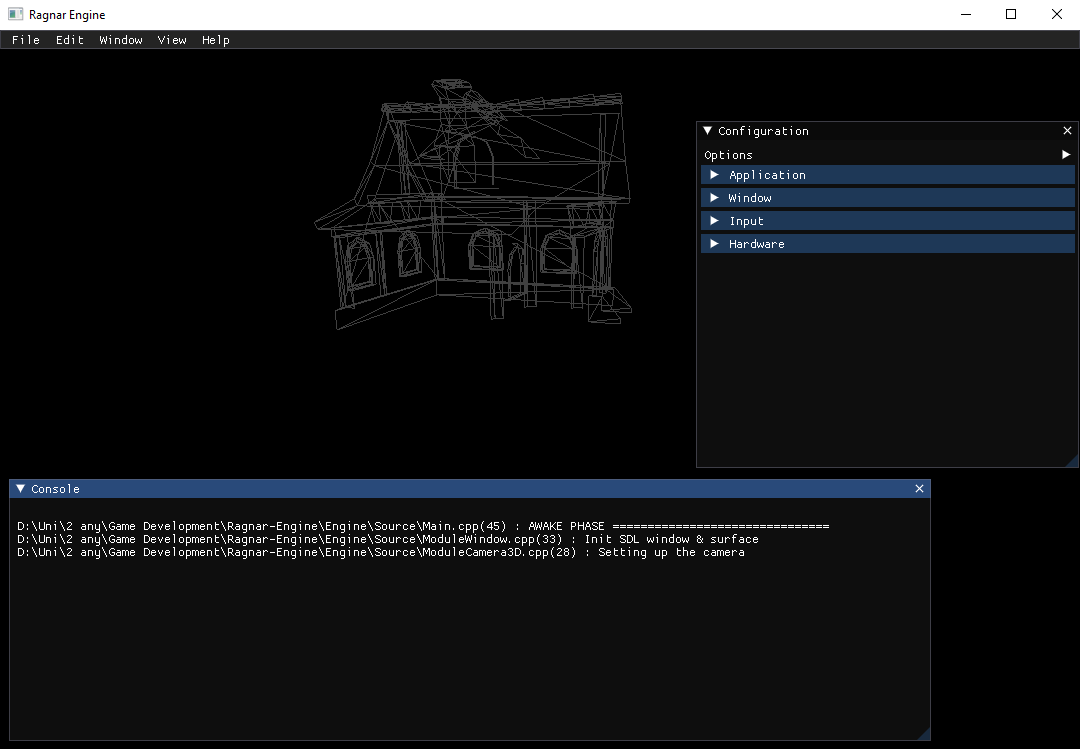 Ragnar Engine
File Edit Window View Help
Configuration
Options
Application
Window
Input
Hardware
Console
D:\Uni\2 any\Game Development\Ragnar-Engine\Engine\Source\Main.cpp(45) : AWAKE PHASE ===============================
D:\Uni\2 any\Game Development\Ragnar-Engine\Engine\Source\ModuleWindow.cpp(33) : Init SDL window & surface
D:\Uni\2 any\Game Development\Ragnar-Engine\Engine\Source\ModuleCamera3D.cpp(28) : Setting up the camera